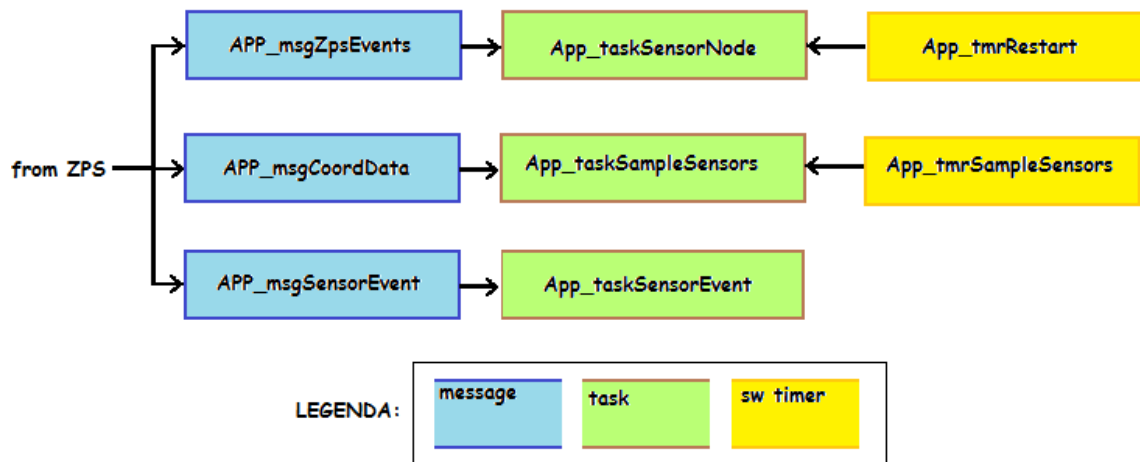 APP_msgZpsEvents
App_taskSensorNode
App_tmrRestart
from ZPS
APP_msgCoordData
App_taskSampleSensors
App_tmrSampleSensors
APP_msgSensorEvent
App_taskSensorEvent
LEGENDA:
message
task
sw timer